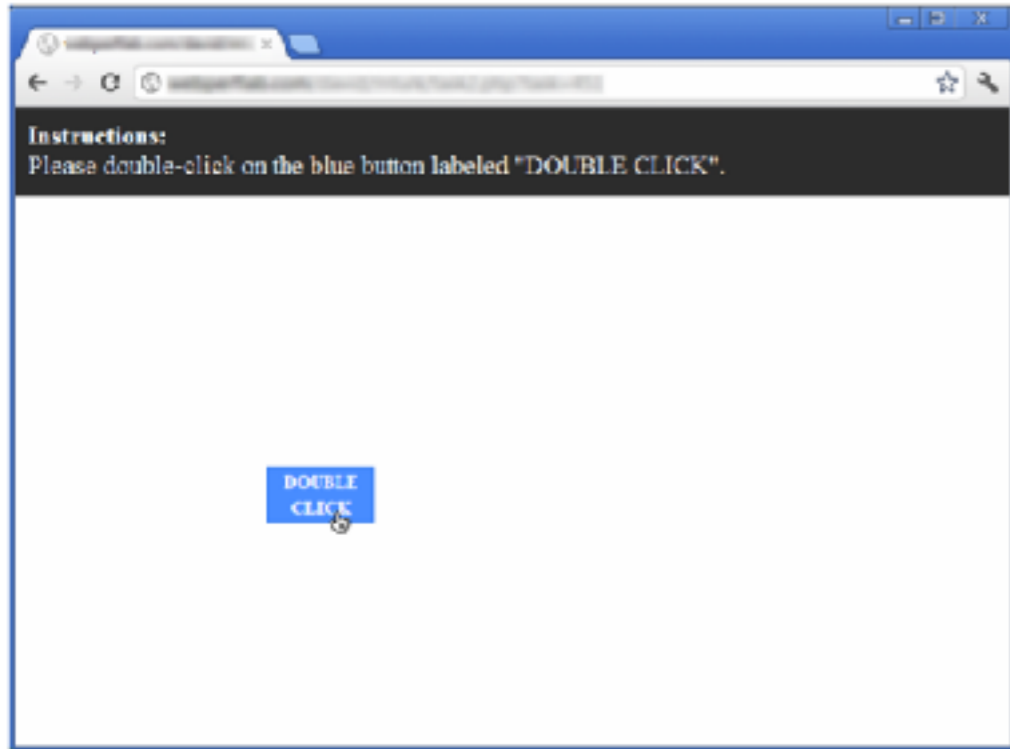 Instructions:
Please double-click on the blue button labeled "DOUBLE CLICK".
DOUBLE
CLICK